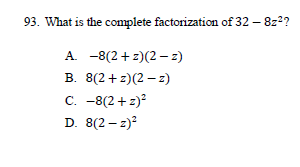 93. What is the complete factorization of 32 – 8z²?
A. –8(2 + z)(2 – z)
B. 8(2 + z)(2 – z)
C. –8(2 + z)²
D. 8(2 – z)²